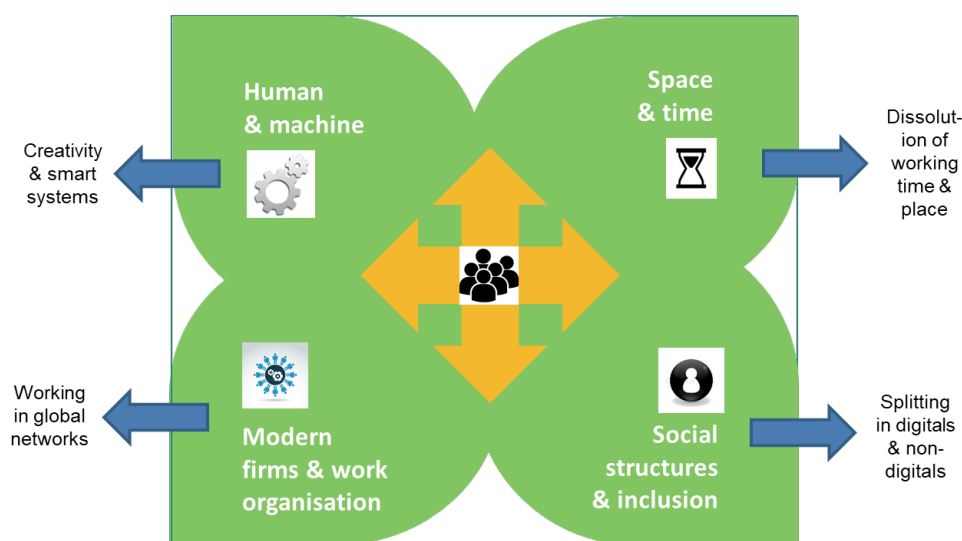 Human
& machine
Space
& time
Creativity
& smart
systems
Dissolut-
ion of
working
time &
place
Working
in global
networks
Modern
firms & work
organisation
Social
structures
& inclusion
Splitting
in digitals
& non-
digitals